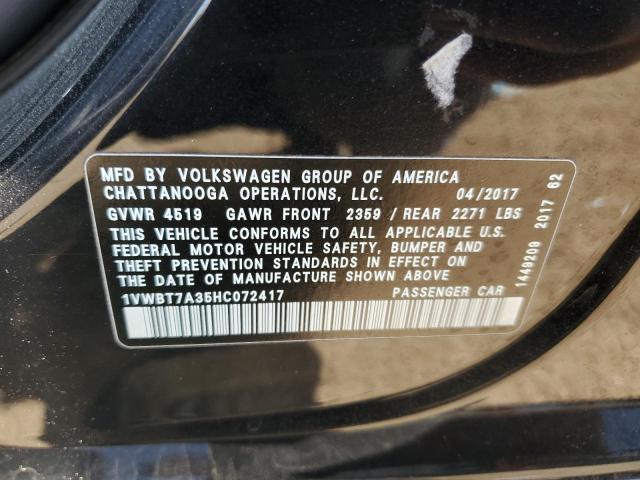 MFD BY VOLKSWAGEN GROUP OF AMERICA
CHATTANOOGA OPERATIONS, LLC. 04/2017
GVWR 4519 GAWR FRONT 2359 / REAR 2271 LBS
THIS VEHICLE CONFORMS TO ALL APPLICABLE U.S.
FEDERAL MOTOR VEHICLE SAFETY, BUMPER AND
THEFT PREVENTION STANDARDS IN EFFECT ON
THE DATE OF MANUFACTURE SHOWN ABOVE
1VWBT7A35HC072417 PASSENGER CAR
1449209 2017 62